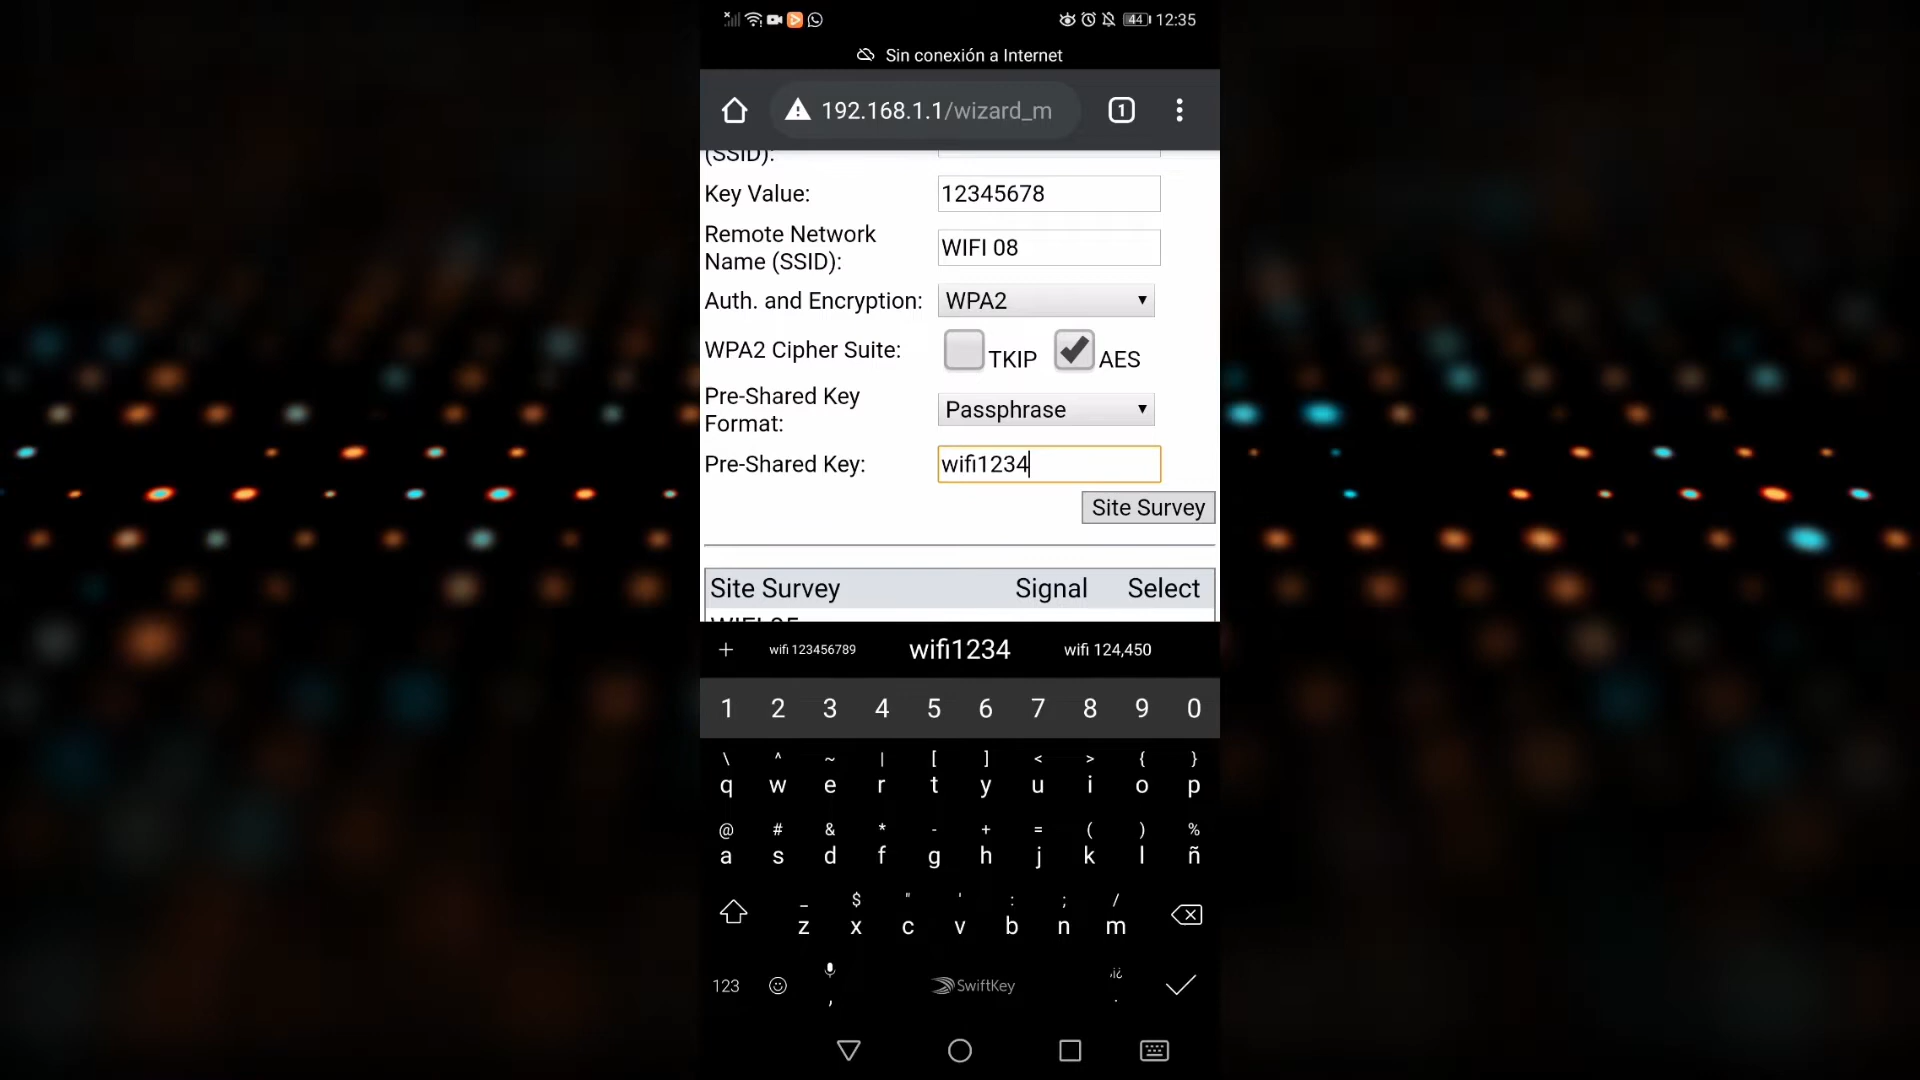 44 12:35
Sin conexión a Internet
192.168.1.1/wizard_m 1
(SSID):
Key Value: 12345678
Remote Network
Name (SSID): WIFI 08
Auth. and Encryption: WPA2
WPA2 Cipher Suite: TKIP AES
Pre-Shared Key
Format: Passphrase
Pre-Shared Key: wifi1234
Site Survey
Site Survey Signal Select
+ wifi 123456789 wifi1234 wifi 124,450
1 2 3 4 5 6 7 8 9 0
\ ^ ~ | [ ] < > { }
q w e r t y u i o p
@ # & * - + = ( ) %
a s d f g h j k l ñ
_ $ " ' : ; /
z x c v b n m
123 , SwiftKey ,!¿ .